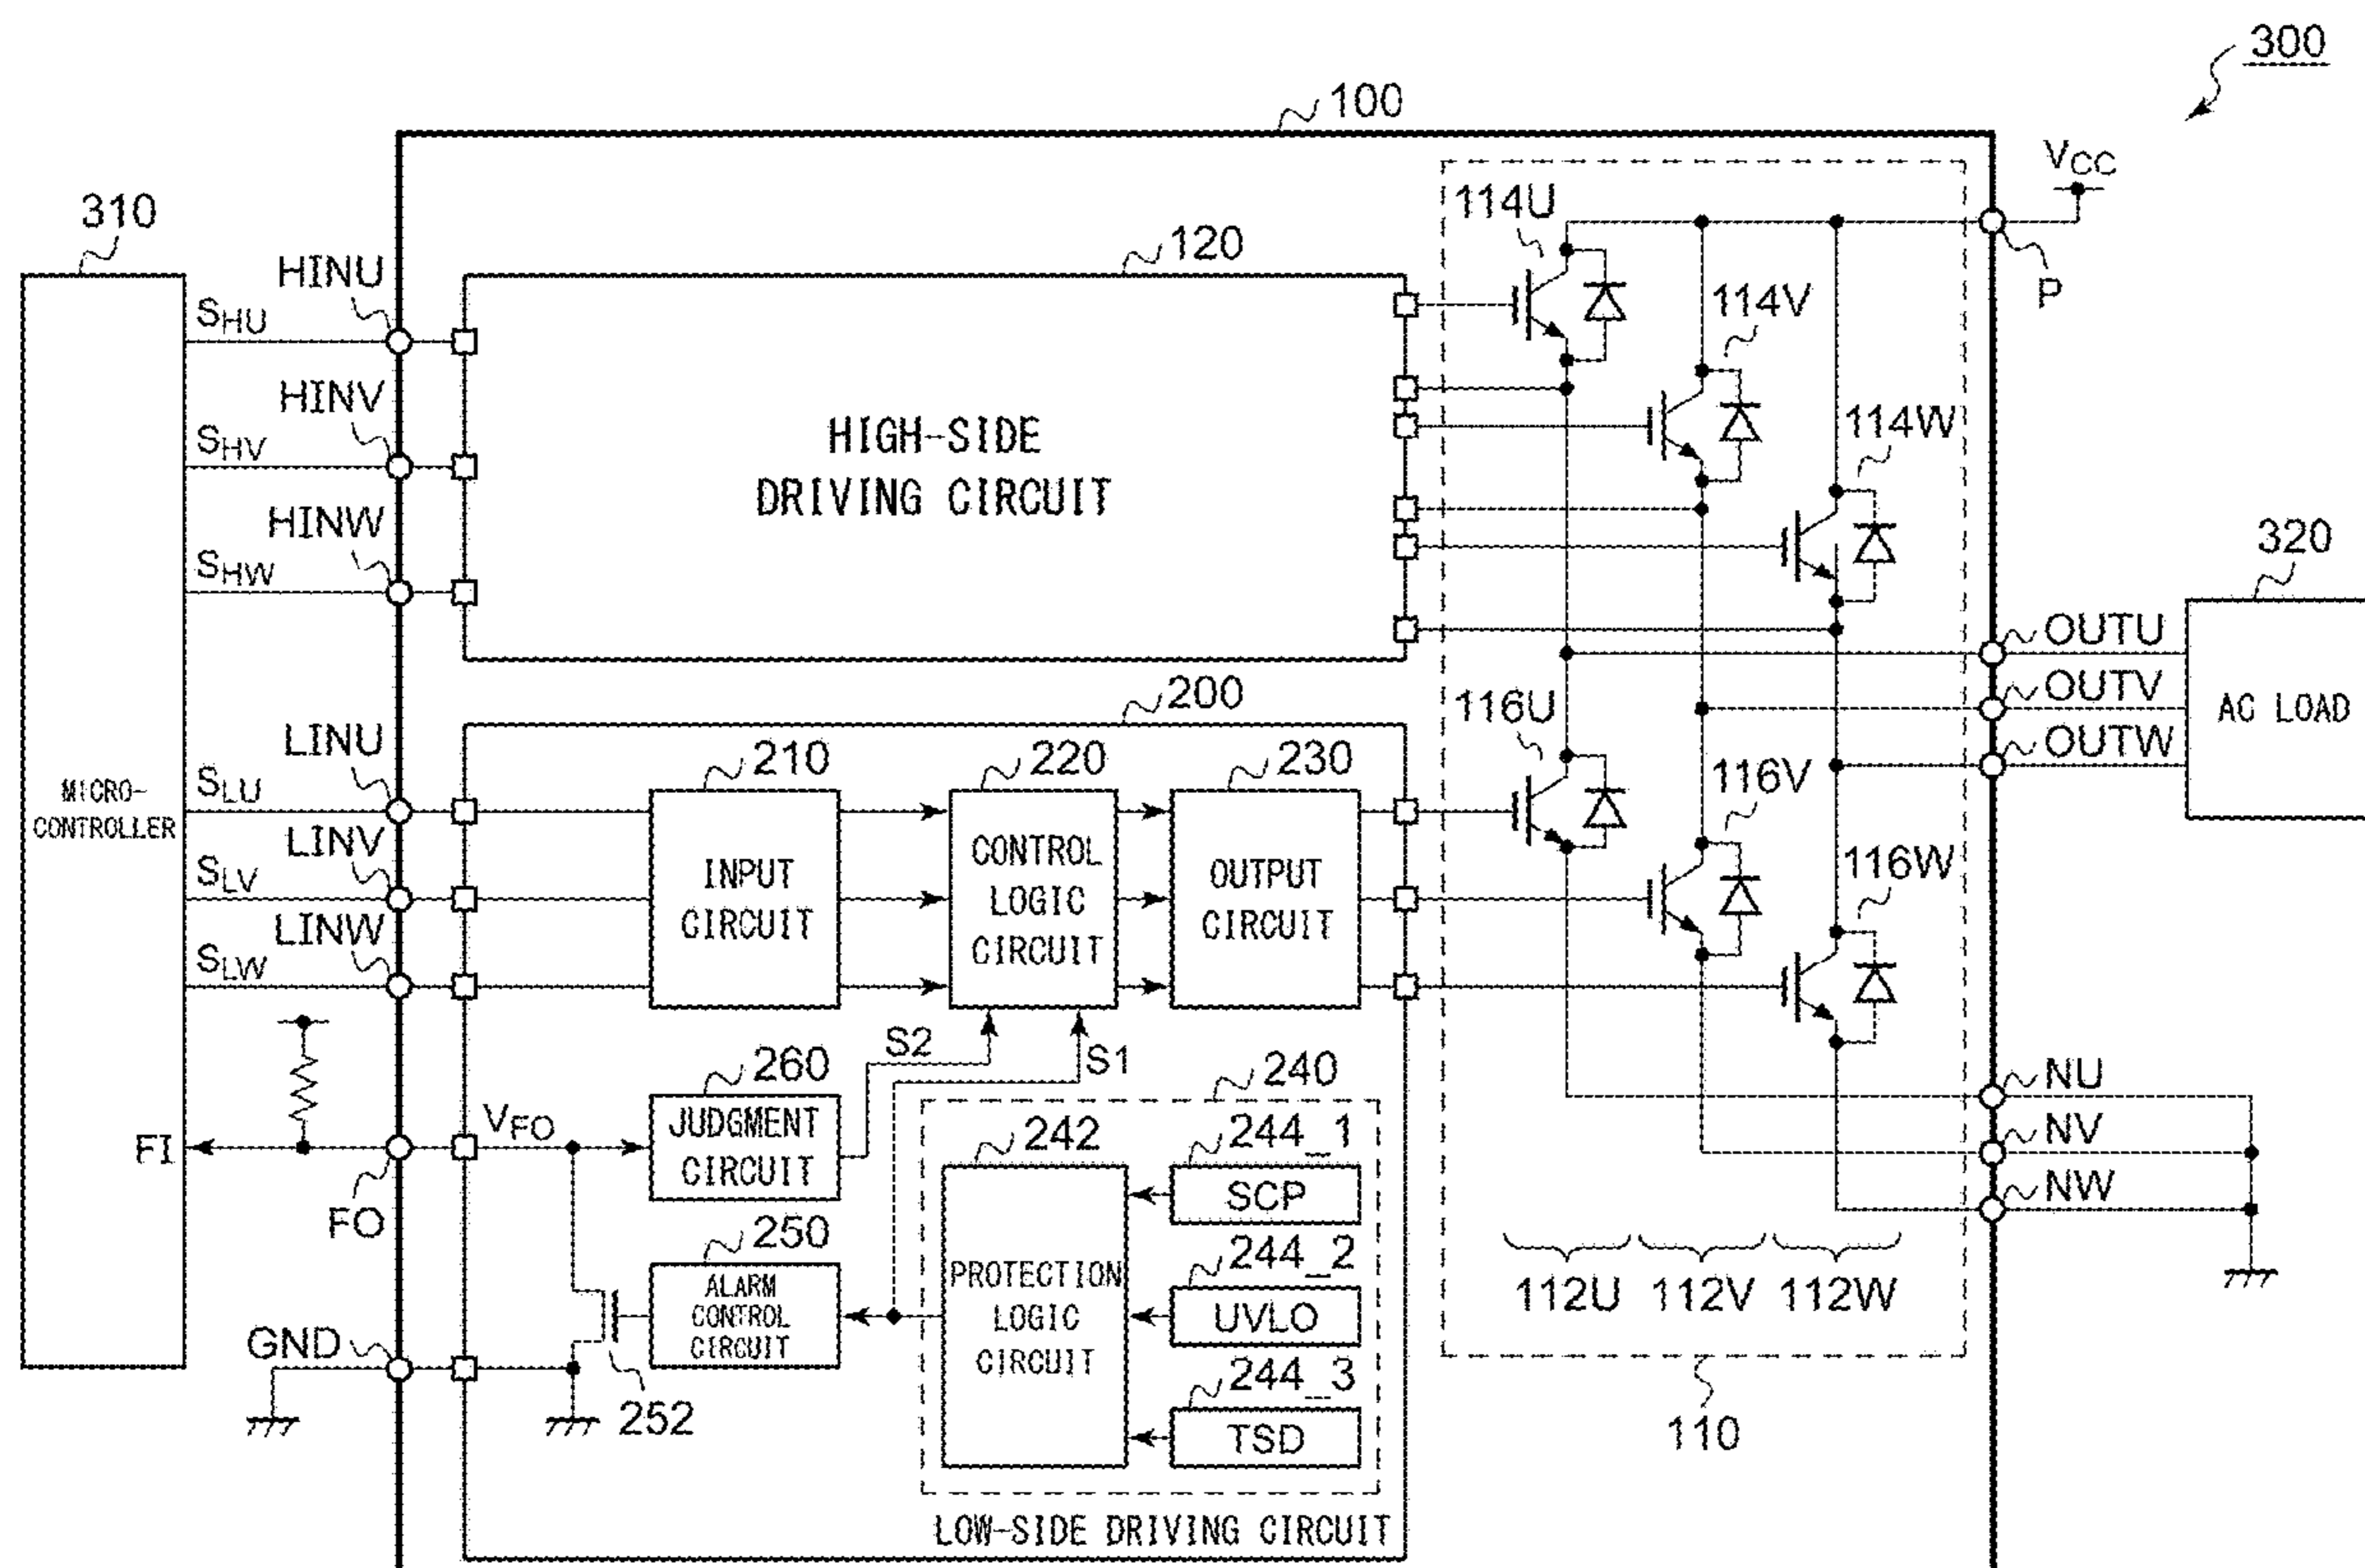 300
100
VCC
310
120
114U
P
HINU
SHU
114V
HINV
SHV
114W
HIGH-SIDE
DRIVING CIRCUIT
HINW
SHW
320
OUTU
OUTV
OUTW
AC LOAD
200
116U
LINU
210
220
230
116V
SLU
MICRO-
CONTROLLER
LINV
SLV
INPUT
CIRCUIT
CONTROL
LOGIC
CIRCUIT
OUTPUT
CIRCUIT
116W
LINW
SLW
S2
S1
260
240
NU
NV
NW
FI
VFO
JUDGMENT
CIRCUIT
242
244_1
SCP
FO
250
244_2
ALARM
CONTROL
CIRCUIT
PROTECTION
LOGIC
CIRCUIT
UVLO
112U
112V
112W
GND
252
244_3
TSD
110
LOW-SIDE DRIVING CIRCUIT